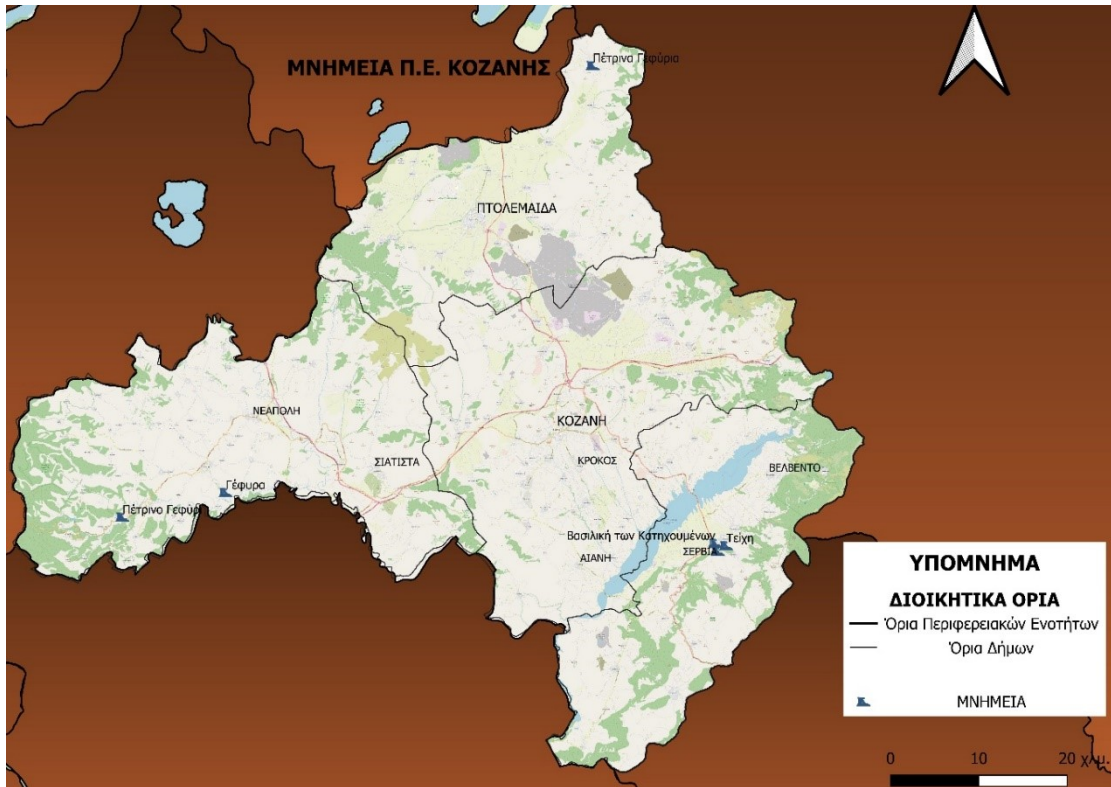 Πέτρινα Γεφύρια
ΜΝΗΜΕΙΑ Π.Ε. ΚΟΖΑΝΗΣ
ΠΤΟΛΕΜΑΙΔΑ
ΝΕΑΠΟΛΗ
ΚΟΖΑΝΗ
ΣΙΑΤΙΣΤΑ
ΚΡΟΚΟΣ
ΒΕΛΒΕΝΤΟ
Γέφυρα
Πέτρινο Γεφύρι
Βασιλική των Κατηχουμένων
Τείχη
ΣΕΡΒΙΑ
ΑΙΑΝΗ
ΥΠΟΜΝΗΜΑ
ΔΙΟΙΚΗΤΙΚΑ ΟΡΙΑ
Όρια Περιφερειακών Ενοτήτων
Όρια Δήμων
ΜΝΗΜΕΙΑ
0 10 20 χλμ.